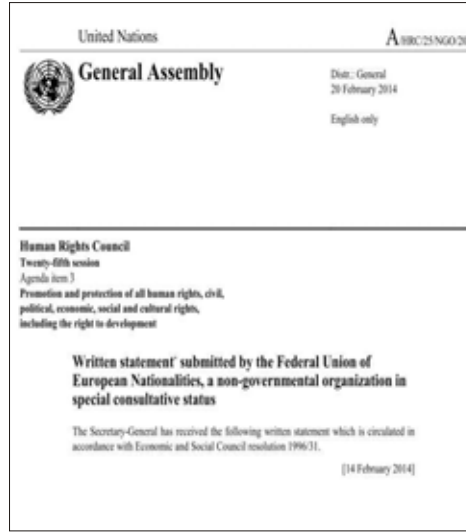 United Nations
A/HRC/25/NGO/20
General Assembly
Distr.: General
20 February 2014
English only
Human Rights Council
Twenty-fifth session
Agenda item 3
Promotion and protection of all human rights, civil,
political, economic, social and cultural rights,
including the right to development
Written statement* submitted by the Federal Union of
European Nationalities, a non-governmental organization in
special consultative status
The Secretary-General has received the following written statement which is circulated in
accordance with Economic and Social Council resolution 1996/31.
[14 February 2014]